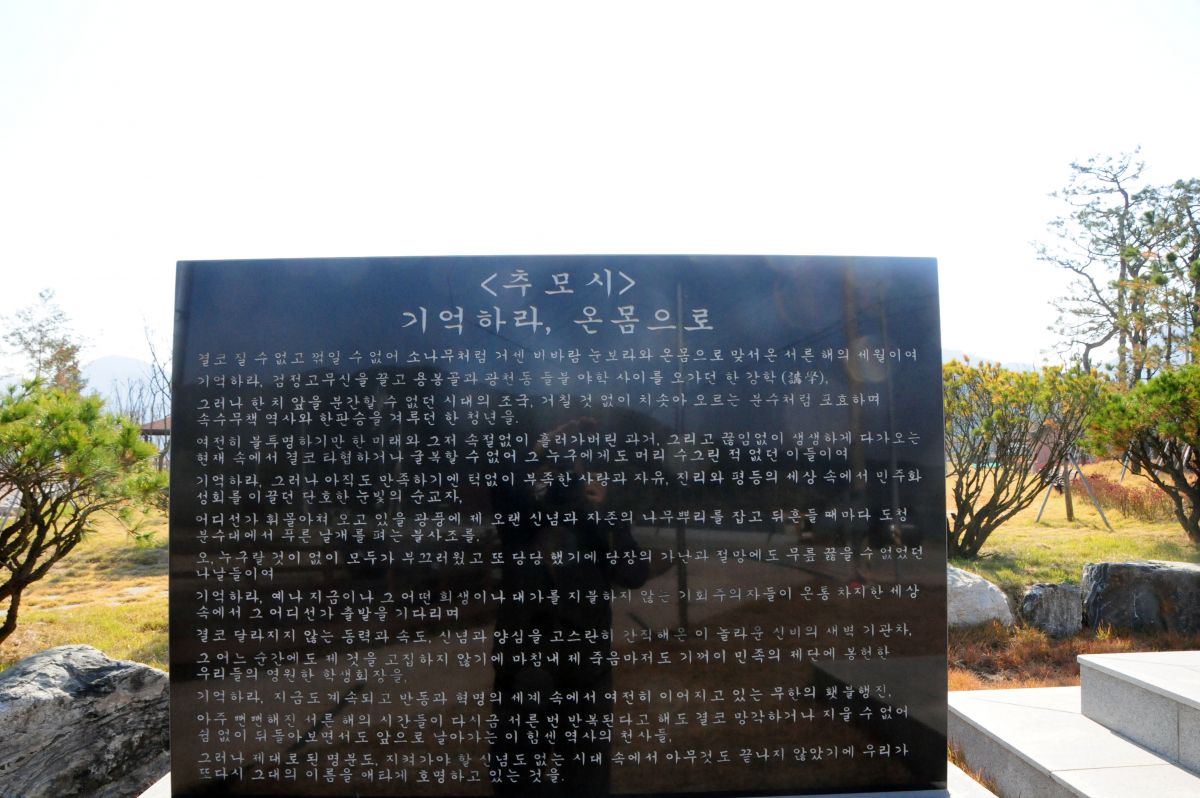 <추모시>
기억하라, 온몸으로
결코 질 수 없고 꺾일 수 없어 소나무처럼 거센 비바람 눈보라와 온몸으로 맞서온 서른 해의 세월이여
기억하라, 검정고무신을 끌고 용봉골과 광천동 들불 야학 사이를 오가던 한 강학(講學),
그러나 한 치 앞을 분간할 수 없던 시대의 조국, 거칠 것 없이 치솟아 오르는 분수처럼 포효하며
속수무책 역사와 한판승을 겨루던 한 청년을.
여전히 불투명하기만 한 미래와 그저 속절없이 흘러가버린 과거, 그리고 끊임없이 생생하게 다가오는
현재 속에서 결코 타협하거나 굴복할 수 없어 그 누구에게도 머리 수그린 적 없던 이들이여
기억하라, 그러나 아직도 만족하기엔 턱없이 부족한 사랑과 자유, 진리와 평등의 세상 속에서 민주화
성회를 이끌던 단호한 눈빛의 순교자,
어디선가 휘몰아쳐 오고 있을 광풍에 제 오랜 신념과 자존의 나무뿌리를 잡고 뒤흔들 때마다 도청
분수대에서 푸른 날개를 펴는 불사조를.
오, 누구랄 것이 없이 모두가 부끄러웠고 또 당당했기에 당장의 가난과 절망에도 무릎 꿇을 수 없었던
나날들이여
기억하라, 예나 지금이나 그 어떤 희생이나 대가를 지불하지 않는 기회주의자들이 온통 차지한 세상
속에서 그 어디선가 출발을 기다리며
결코 달라지지 않는 동력과 속도, 신념과 양심을 고스란히 간직해온 이 놀라운 신비의 새벽 기관차,
그 어느 순간에도 제 것을 고집하지 않기에 마침내 제 죽음마저도 기꺼이 민족의 제단에 봉헌한
우리들의 영원한 학생회장을,
기억하라, 지금도 계속되고 반동과 혁명의 세계 속에서 여전히 이어지고 있는 무한의 횃불행진,
아주 뻔뻔해진 서른 해의 시간들이 다시금 서른 번 반복된다고 해도 결코 망각하거나 지울 수 없어
쉼 없이 뒤돌아보면서도 앞으로 날아가는 이 힘센 역사의 천사를,
그러나 제대로 된 명분도, 지켜가야 할 신념도 없는 시대 속에서 아무것도 끝나지 않았기에 우리가
또다시 그대의 이름을 애타게 호명하고 있는 것을.